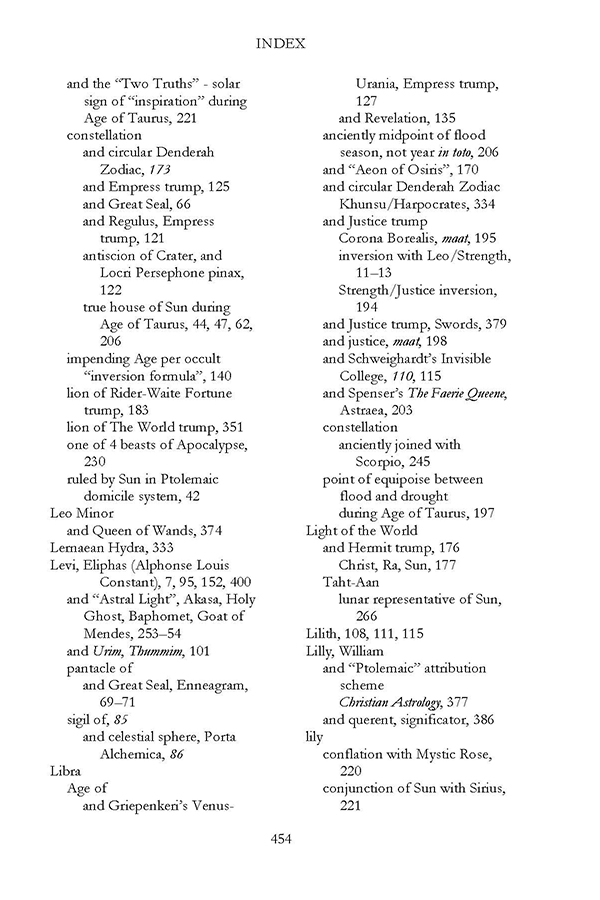 INDEX
and the “Two Truths” - solar
sign of “inspiration” during
Age of Taurus, 221
constellation
and circular Denderah
Zodiac, 173
and Empress trump, 125
and Great Seal, 66
and Regulus, Empress
trump, 121
antiscion of Crater, and
Locri Persephone pinax,
122
true house of Sun during
Age of Taurus, 44, 47, 62,
206
impending Age per occult
“inversion formula”, 140
lion of Rider-Waite Fortune
trump, 183
lion of The World trump, 351
one of 4 beasts of Apocalypse,
230
ruled by Sun in Ptolemaic
domicile system, 42
Leo Minor
and Queen of Wands, 374
Lernaean Hydra, 333
Levi, Eliphas (Alphonse Louis
Constant), 7, 95, 152, 400
and “Astral Light”, Akasa, Holy
Ghost, Baphomet, Goat of
Mendes, 253–54
and Urim, Thummim, 101
pantacle of
and Great Seal, Enneagram,
69–71
sigil of, 85
and celestial sphere, Porta
Alchemica, 86
Libra
Age of
and Griepenkeri’s Venus-
Urania, Empress trump,
127
and Revelation, 135
anciently midpoint of flood
season, not year in toto, 206
and “Aeon of Osiris”, 170
and circular Denderah Zodiac
Khunsu/Harpocrates, 334
and Justice trump
Corona Borealis, maat, 195
inversion with Leo/Strength,
11–13
Strength/Justice inversion,
194
and Justice trump, Swords, 379
and justice, maat, 198
and Schweighardt’s Invisible
College, 110, 115
and Spenser’s The Faerie Queene,
Astraea, 203
constellation
anciently joined with
Scorpio, 245
point of equipoise between
flood and drought
during Age of Taurus, 197
Light of the World
and Hermit trump, 176
Christ, Ra, Sun, 177
Taht-Aan
lunar representative of Sun,
266
Lilith, 108, 111, 115
Lilly, William
and “Ptolemaic” attribution
scheme
Christian Astrology, 377
and querent, significator, 386
lily
conflation with Mystic Rose,
220
conjunction of Sun with Sirius,
221
454